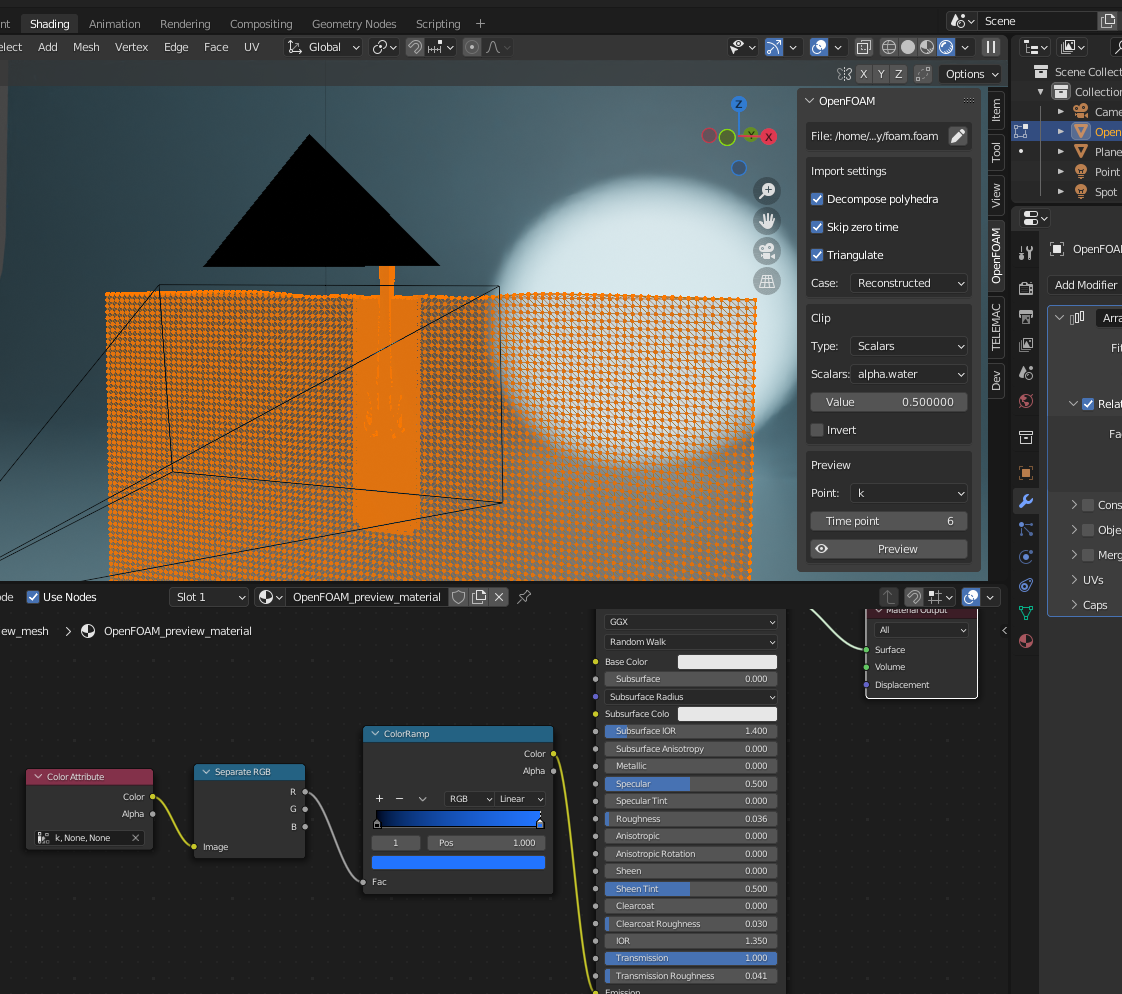 nt Shading Animation Rendering Compositing Geometry Nodes Scripting + Scene
elect Add Mesh Vertex Edge Face UV Global
X Y Z Options
Scene Collect
Collection
Came
Open
Plane
Point
Spot
Z
X
Y
OpenFOAM
File: /home/...y/foam.foam
Import settings
Decompose polyhedra
Skip zero time
Triangulate
Case: Reconstructed
Clip
Type: Scalars
Scalars: alpha.water
Value 0.500000
Invert
Preview
Point: k
Time point 6
Preview
Item
Tool
View
OpenFOAM
TELEMAC
Dev
OpenFOA
Add Modifier
Arra
Fit
Relat
Fa
Cons
Obje
Merg
UVs
Caps
ode Use Nodes Slot 1 OpenFOAM_preview_material
ew_mesh > OpenFOAM_preview_material
Color Attribute
Color
Alpha
k, None, None
Separate RGB
R
G
B
Image
ColorRamp
Color
Alpha
+ − RGB Linear
1 Pos 1.000
Fac
GGX
Random Walk
Base Color
Subsurface 0.000
Subsurface Radius
Subsurface Colo
Subsurface IOR 1.400
Subsurface Anisotropy 0.000
Metallic 0.000
Specular 0.500
Specular Tint 0.000
Roughness 0.036
Anisotropic 0.000
Anisotropic Rotation 0.000
Sheen 0.000
Sheen Tint 0.500
Clearcoat 0.000
Clearcoat Roughness 0.030
IOR 1.350
Transmission 1.000
Transmission Roughness 0.041
Emission
Material Output
All
Surface
Volume
Displacement